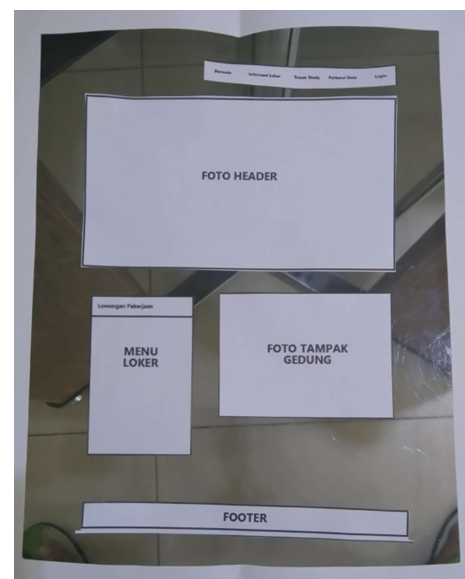 Beranda Informasi Loker Tracer Study Perbarui Data Login
FOTO HEADER
Lowongan Pekerjaan
MENU
LOKER
FOTO TAMPAK
GEDUNG
FOOTER